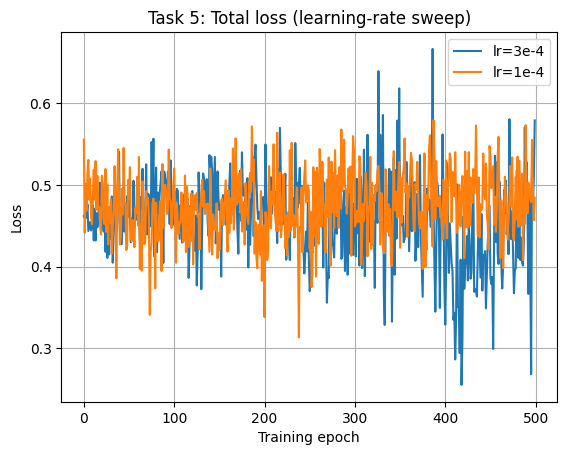 Task 5: Total loss (learning-rate sweep)
lr=3e-4
lr=1e-4
Loss
0.6
0.5
0.4
0.3
0
100
200
300
400
500
Training epoch